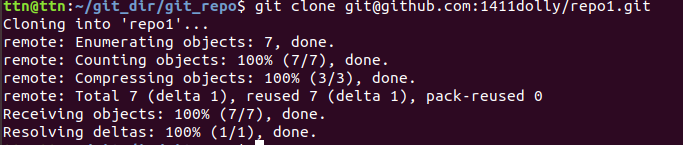 ttn@ttn:~/git_dir/git_repo$ git clone git@github.com:1411dolly/repo1.git
Cloning into 'repo1'...
remote: Enumerating objects: 7, done.
remote: Counting objects: 100% (7/7), done.
remote: Compressing objects: 100% (3/3), done.
remote: Total 7 (delta 1), reused 7 (delta 1), pack-reused 0
Receiving objects: 100% (7/7), done.
Resolving deltas: 100% (1/1), done.